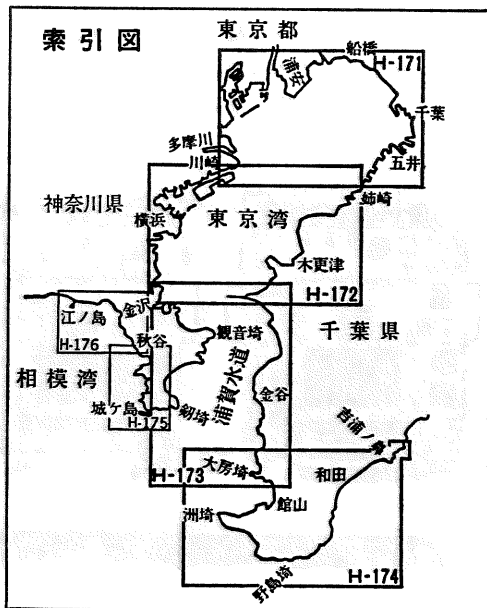 索引図
東京都
船橋
H-171
浦安
千葉
多摩川
川崎
五井
姉崎
神奈川県
横浜
東京湾
木更津
H-172
金沢
江ノ島
H-176
秋谷
観音埼
千葉県
相模湾
浦賀水道
金谷
城ケ島
H-175
剱埼
吉浦ノ鼻
H-173
大房埼
和田
館山
洲埼
野島埼
H-174